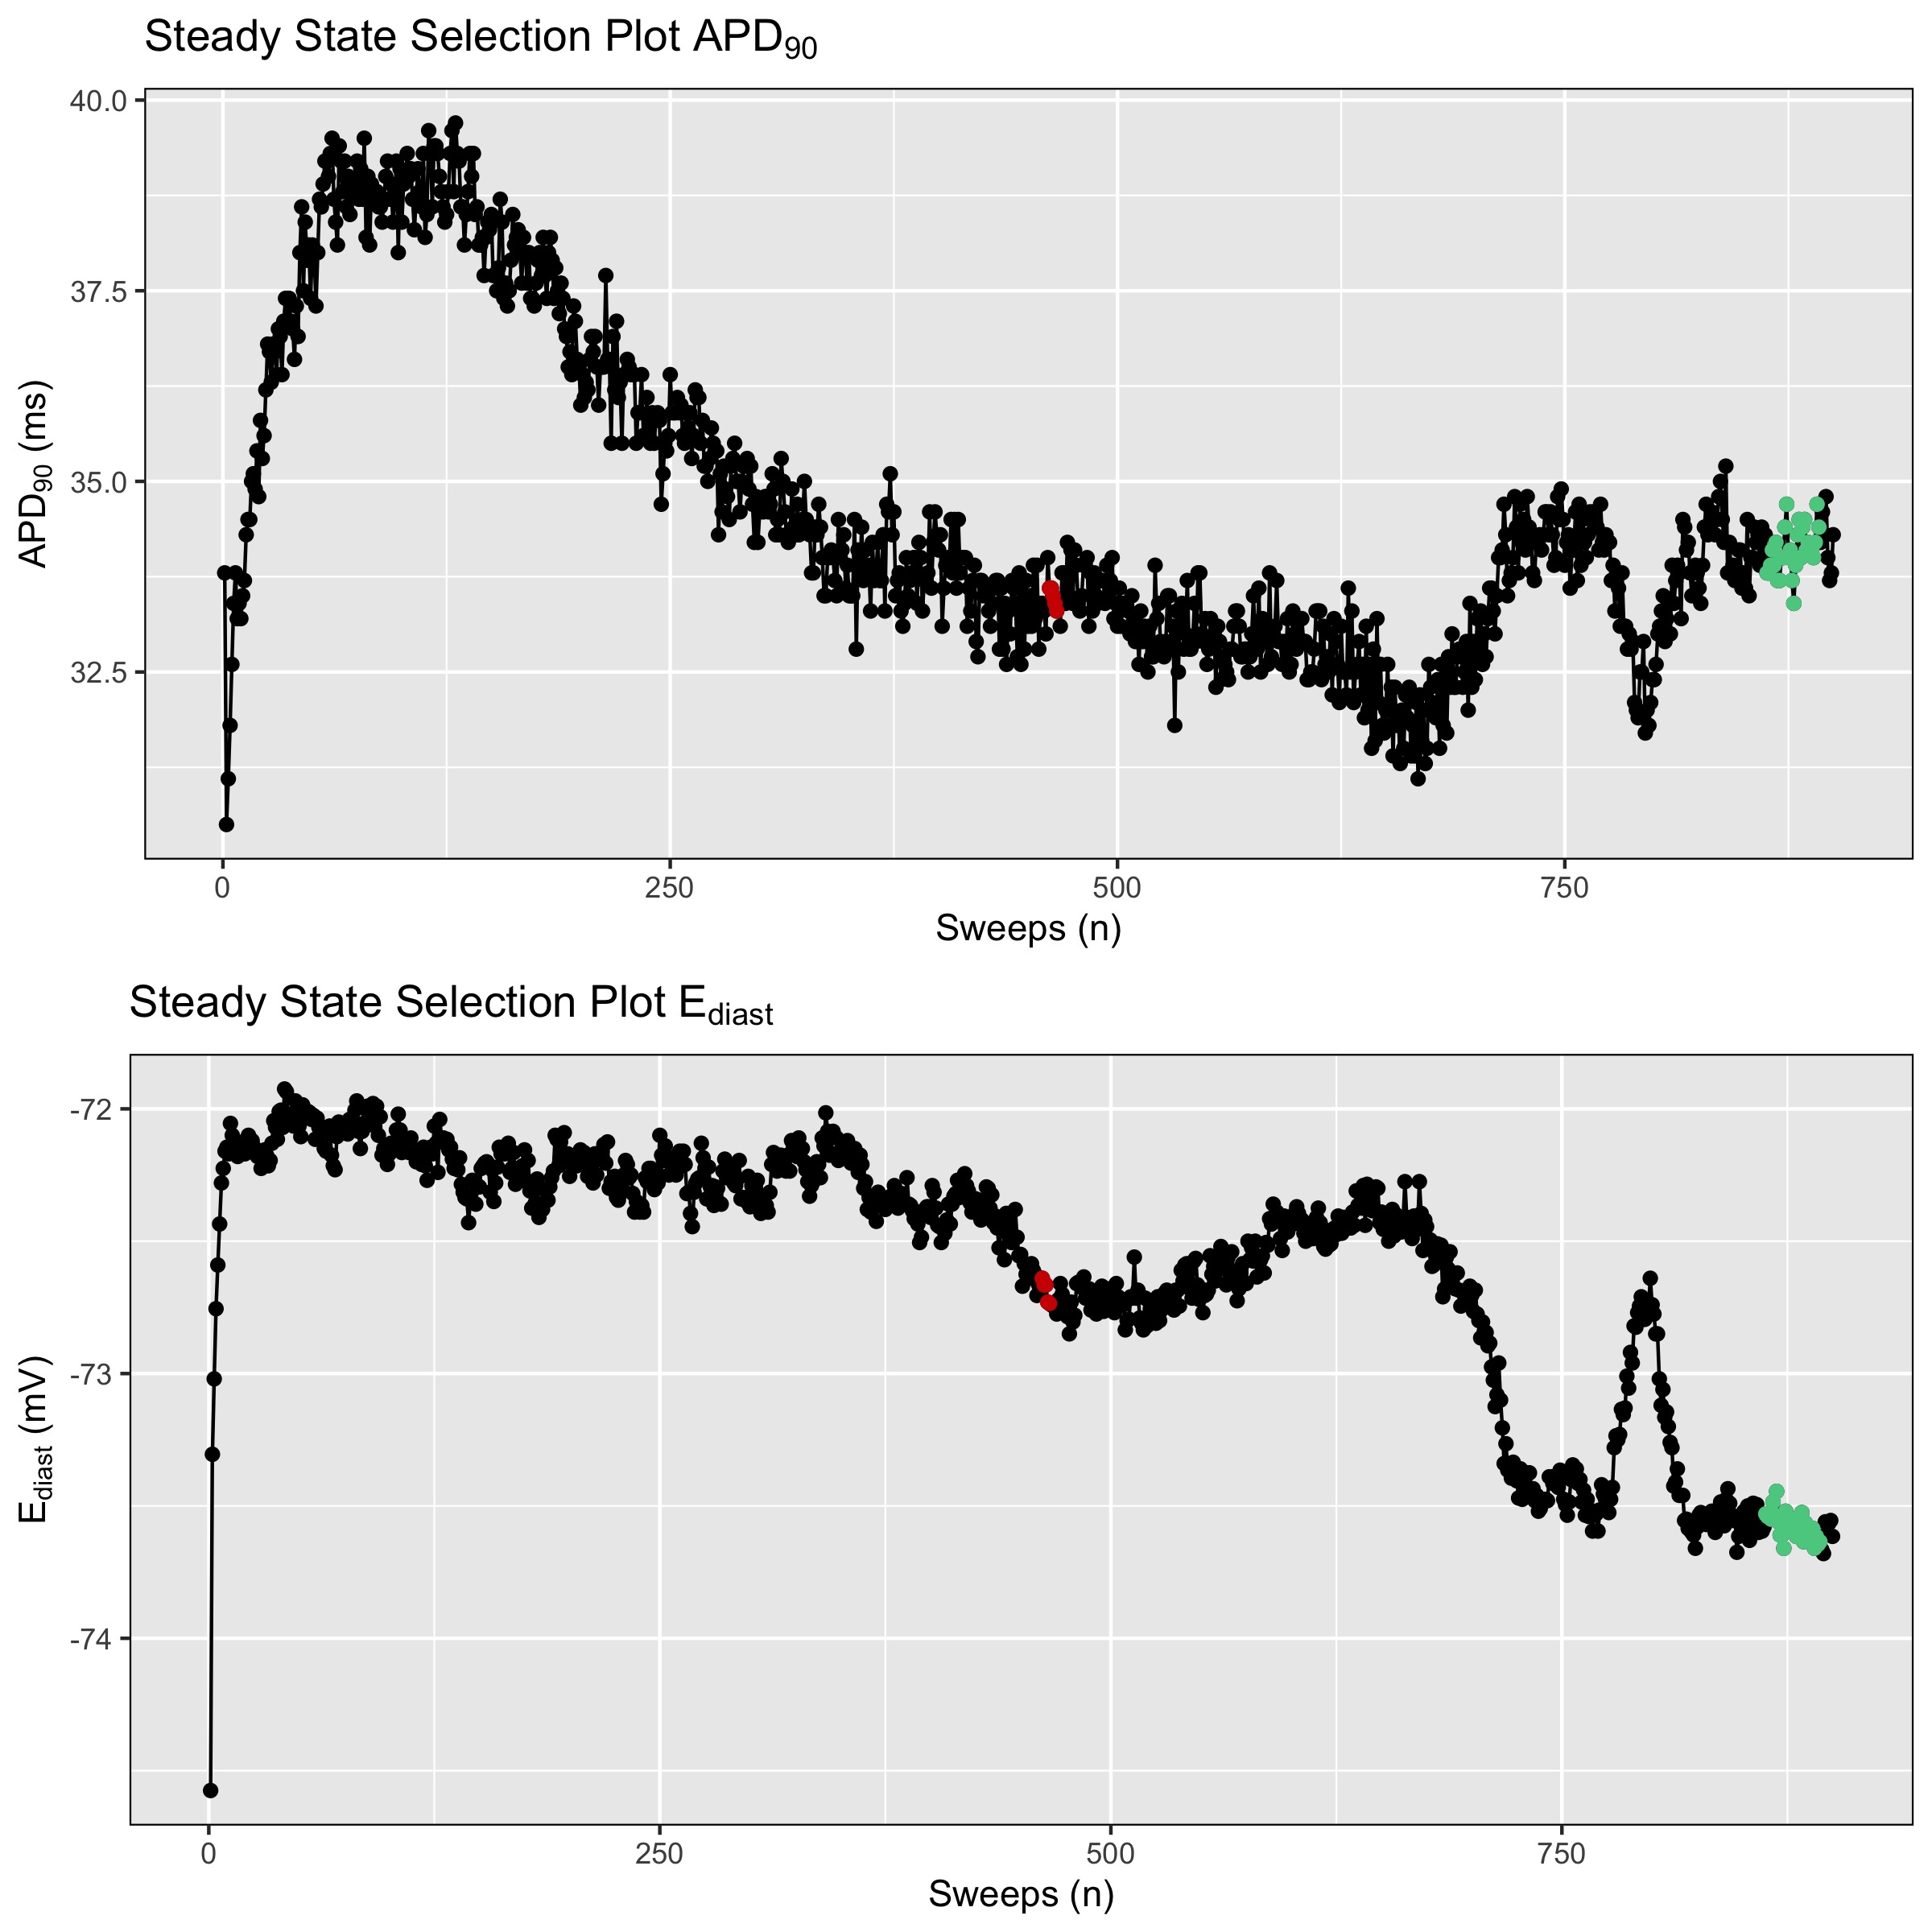 Steady State Selection Plot APD90
40.0
37.5
35.0
32.5
APD90 (ms)
0 250 500 750
Sweeps (n)
Steady State Selection Plot Ediast
-72
-73
-74
Ediast (mV)
0 250 500 750
Sweeps (n)